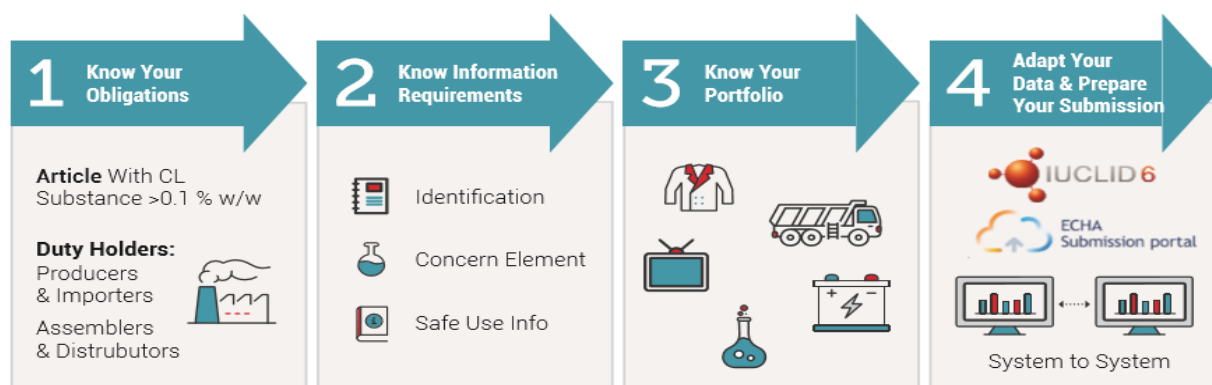 1
Know Your
Obligations
Article With CL
Substance >0.1 % w/w
Duty Holders:
Producers
& Importers
Assemblers
& Distrubutors
2
Know Information
Requirements
Identification
Concern Element
Safe Use Info
3
Know Your
Portfolio
+ –
4
Adapt Your
Data & Prepare
Your Submission
IUCLID 6
ECHA
Submission portal
System to System